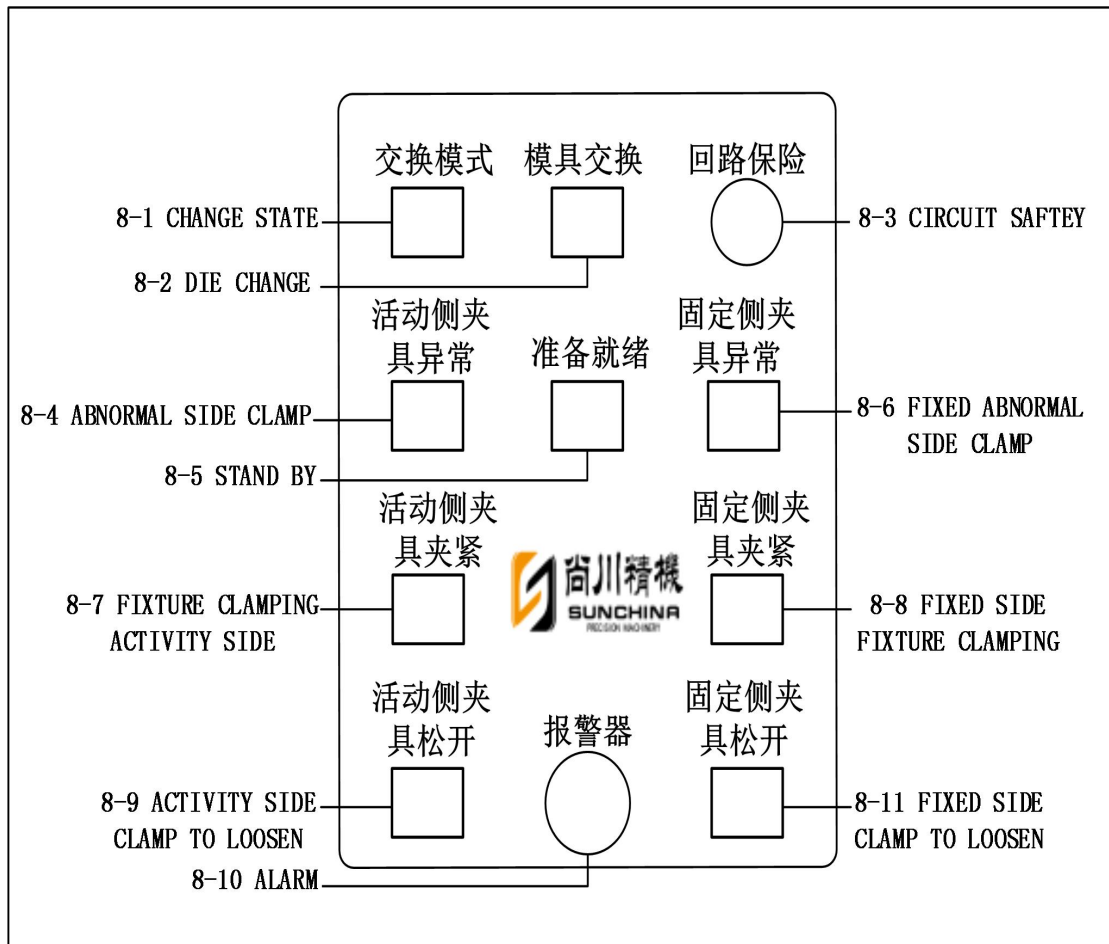 交换模式
模具交换
回路保险
8-1 CHANGE STATE
8-3 CIRCUIT SAFTEY
8-2 DIE CHANGE
活动侧夹
具异常
准备就绪
固定侧夹
具异常
8-4 ABNORMAL SIDE CLAMP
8-6 FIXED ABNORMAL
SIDE CLAMP
8-5 STAND BY
活动侧夹
具夹紧
固定侧夹
具夹紧
尚川精機
SUNCHINA
PRECISION MACHINERY
8-7 FIXTURE CLAMPING
ACTIVITY SIDE
8-8 FIXED SIDE
FIXTURE CLAMPING
活动侧夹
具松开
报警器
固定侧夹
具松开
8-9 ACTIVITY SIDE
CLAMP TO LOOSEN
8-11 FIXED SIDE
CLAMP TO LOOSEN
8-10 ALARM